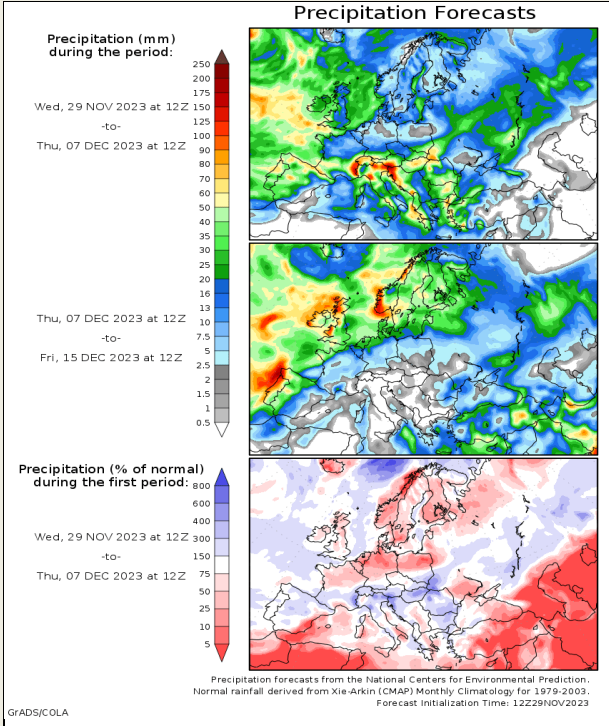 Precipitation Forecasts
Precipitation (mm)
during the period:
Wed, 29 NOV 2023 at 12Z
-to-
Thu, 07 DEC 2023 at 12Z
250
200
175
150
125
100
90
80
70
60
50
40
35
30
25
20
16
13
10
7.5
5
2.5
2
1.5
1
0.5
Thu, 07 DEC 2023 at 12Z
-to-
Fri, 15 DEC 2023 at 12Z
Precipitation (% of normal)
during the first period:
Wed, 29 NOV 2023 at 12Z
-to-
Thu, 07 DEC 2023 at 12Z
800
600
400
300
150
75
50
25
10
5
Precipitation forecasts from the National Centers for Environmental Prediction.
Normal rainfall derived from Xie-Arkin (CMAP) Monthly Climatology for 1979-2003.
Forecast Initialization Time: 12Z29NOV2023
GrADS/COLA